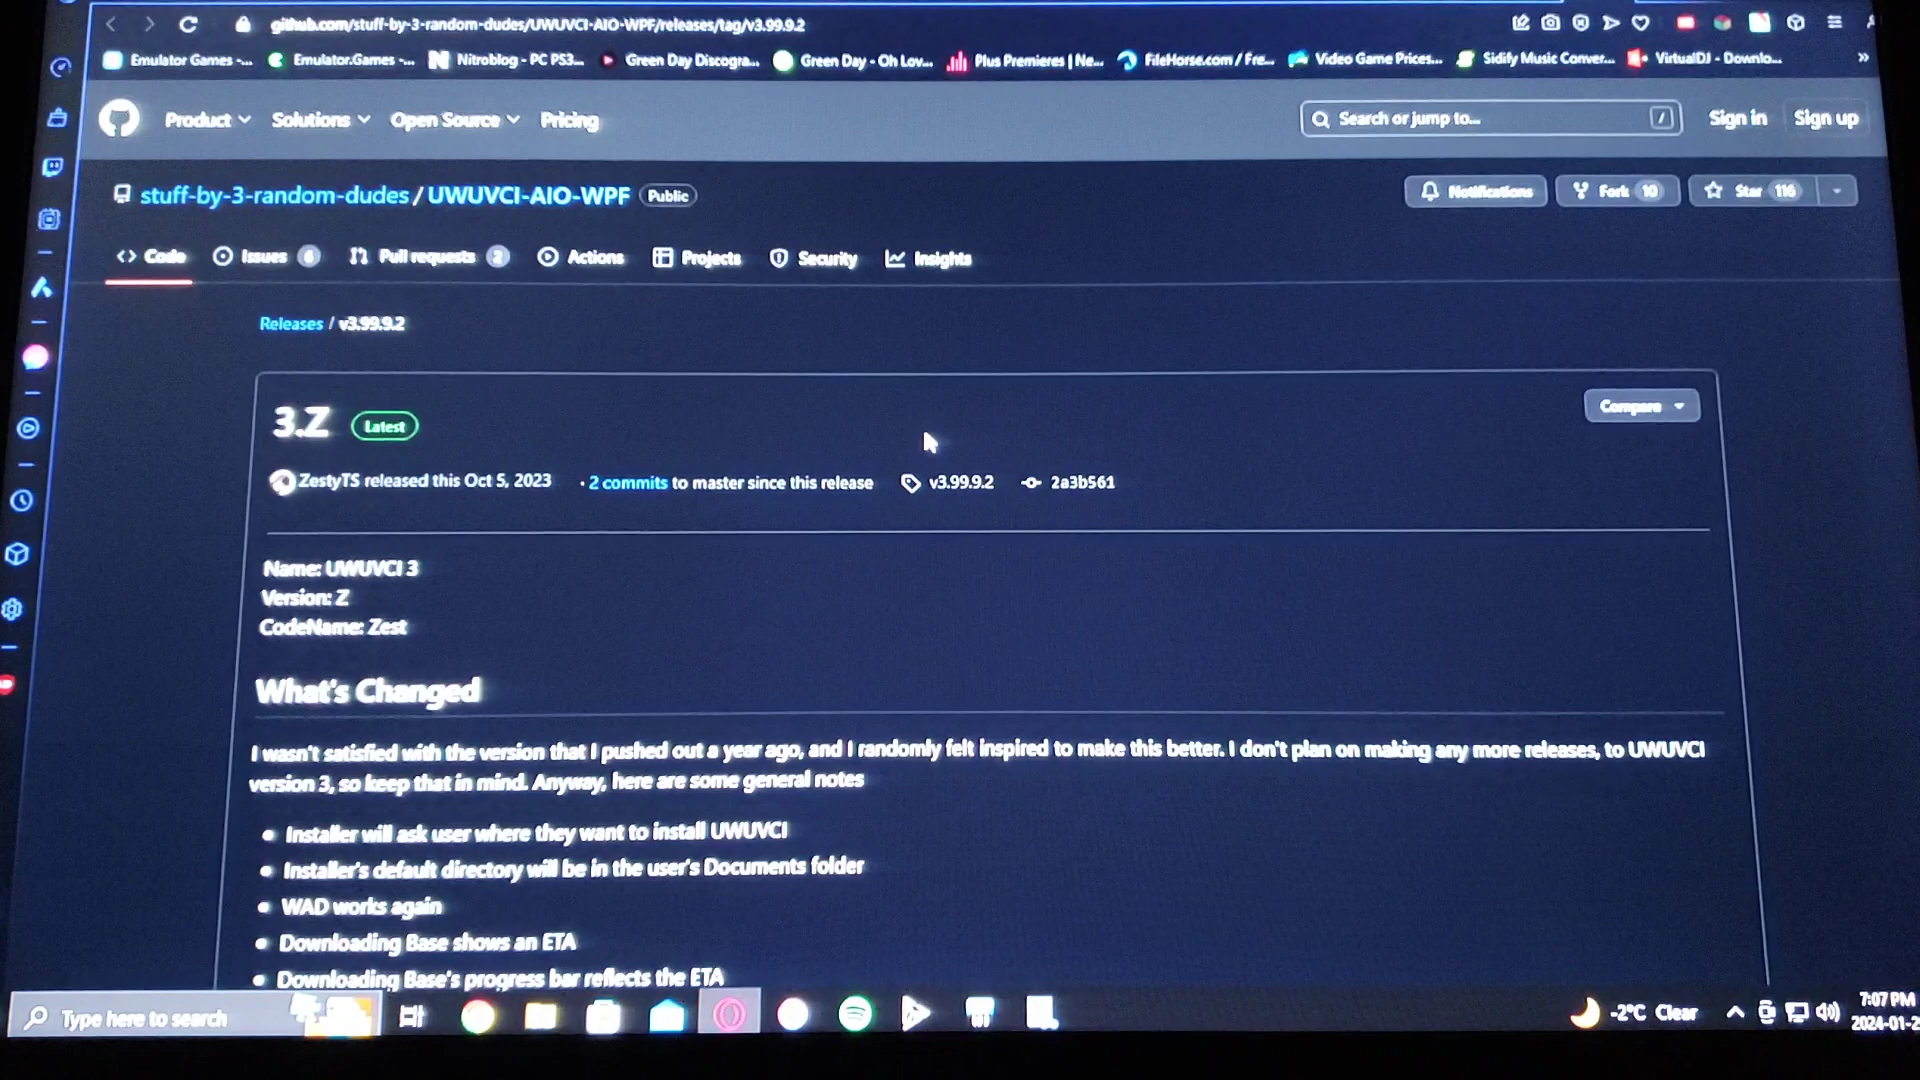 github.com/stuff-by-3-random-dudes/UWUVCI-AIO-WPF/releases/tag/v3.99.9.2
Emulator Games -... Emulator.Games -... Nitroblog - PC PS3... Green Day Discogra... Green Day - Oh Lov... Plus Premieres | Ne... FileHorse.com / Fre... Video Game Prices... Sidify Music Conver... VirtualDJ - Downlo... »
Product Solutions Open Source Pricing Search or jump to... / Sign in Sign up
stuff-by-3-random-dudes / UWUVCI-AIO-WPF Public Notifications Fork 10 Star 116
<> Code Issues 6 Pull requests 2 Actions Projects Security Insights
Releases / v3.99.9.2
3.Z Latest Compare
ZestyTS released this Oct 5, 2023 · 2 commits to master since this release v3.99.9.2 2a3b561
Name: UWUVCI 3
Version: Z
CodeName: Zest
What's Changed
I wasn't satisfied with the version that I pushed out a year ago, and I randomly felt inspired to make this better. I don't plan on making any more releases, to UWUVCI
version 3, so keep that in mind. Anyway, here are some general notes
• Installer will ask user where they want to install UWUVCI
• Installer's default directory will be in the user's Documents folder
• WAD works again
• Downloading Base shows an ETA
• Downloading Base's progress bar reflects the ETA
Type here to search -2°C Clear 7:07 PM
2024-01-2